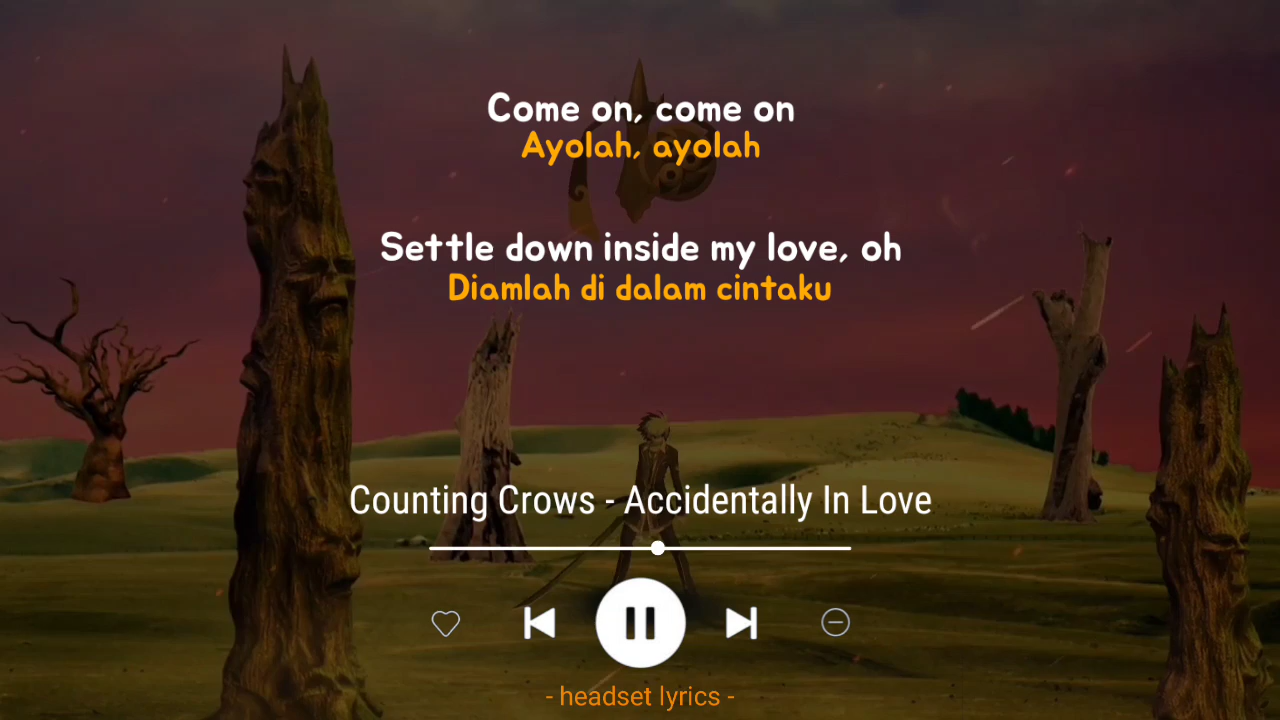 Come on, come on
Ayolah, ayolah
Settle down inside my love, oh
Diamlah di dalam cintaku
Counting Crows - Accidentally In Love
- headset lyrics -